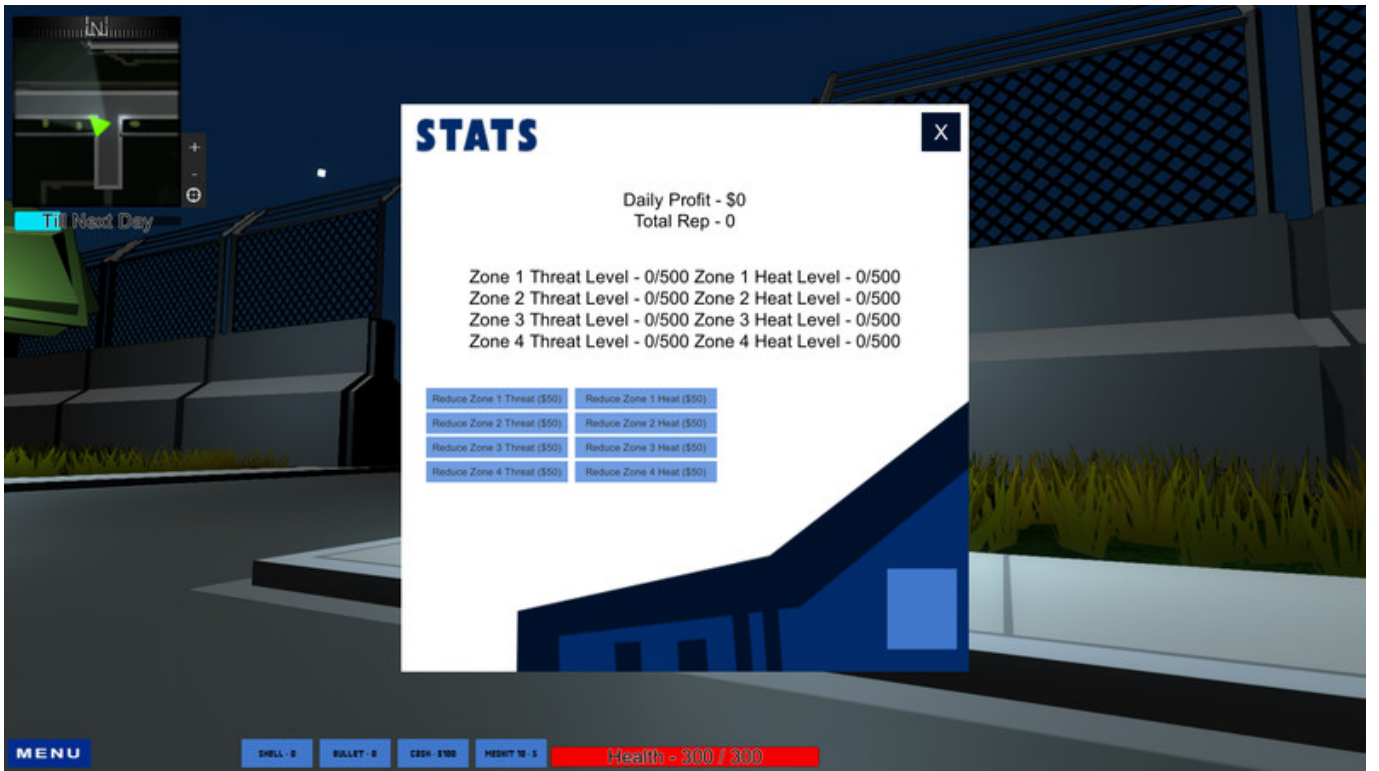 N
+
-
Till Next Day
STATS
X
Daily Profit - $0
Total Rep - 0
Zone 1 Threat Level - 0/500 Zone 1 Heat Level - 0/500
Zone 2 Threat Level - 0/500 Zone 2 Heat Level - 0/500
Zone 3 Threat Level - 0/500 Zone 3 Heat Level - 0/500
Zone 4 Threat Level - 0/500 Zone 4 Heat Level - 0/500
Reduce Zone 1 Threat ($50) Reduce Zone 1 Heat ($50)
Reduce Zone 2 Threat ($50) Reduce Zone 2 Heat ($50)
Reduce Zone 3 Threat ($50) Reduce Zone 3 Heat ($50)
Reduce Zone 4 Threat ($50) Reduce Zone 4 Heat ($50)
MENU SHELL - 0 BULLET - 0 CASH - $100 MEDKIT 10 - 5 Health - 300 / 300